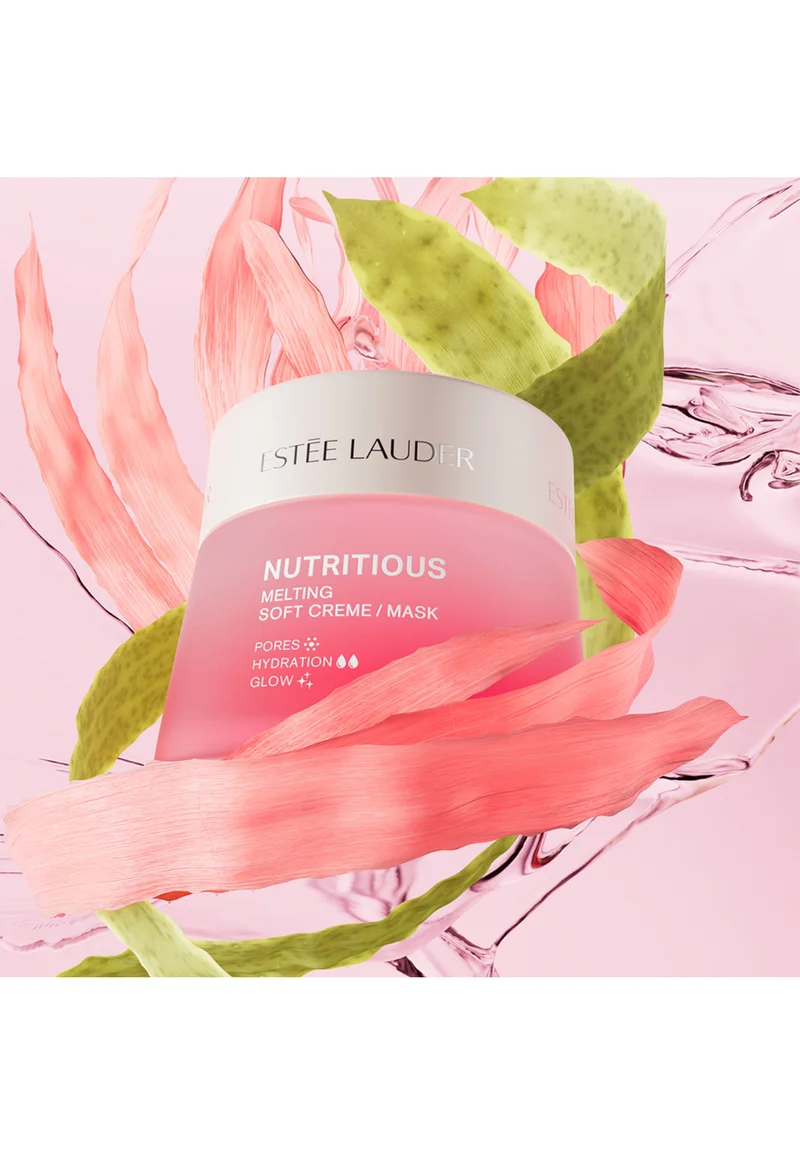 ESTĒE LAUDER
NUTRITIOUS
MELTING
SOFT CREME / MASK
PORES
HYDRATION
GLOW